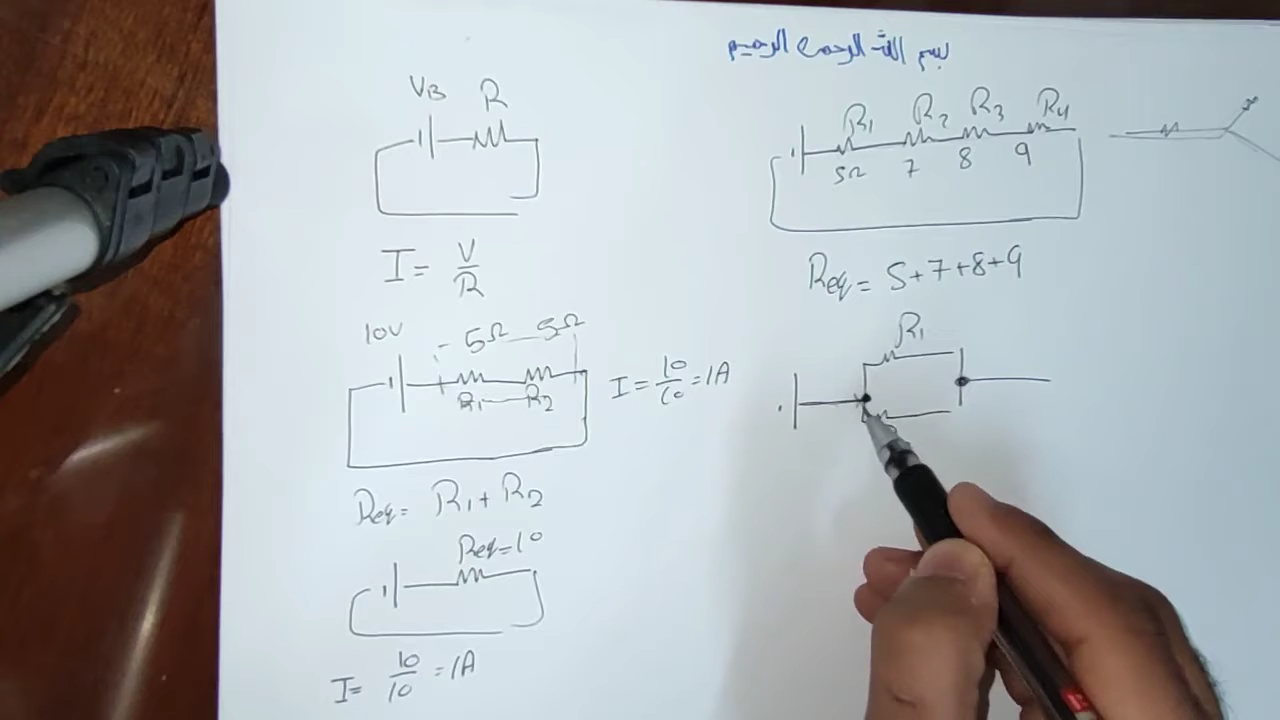 بسم الله الرحمن الرحيم
VB R
I = V/R
10V 5Ω 5Ω
R1 R2
I = 10/10 = 1A
Req = R1 + R2
Req = 10
I = 10/10 = 1A
R1 R2 R3 R4
5Ω 7 8 9
Req = 5+7+8+9
R1